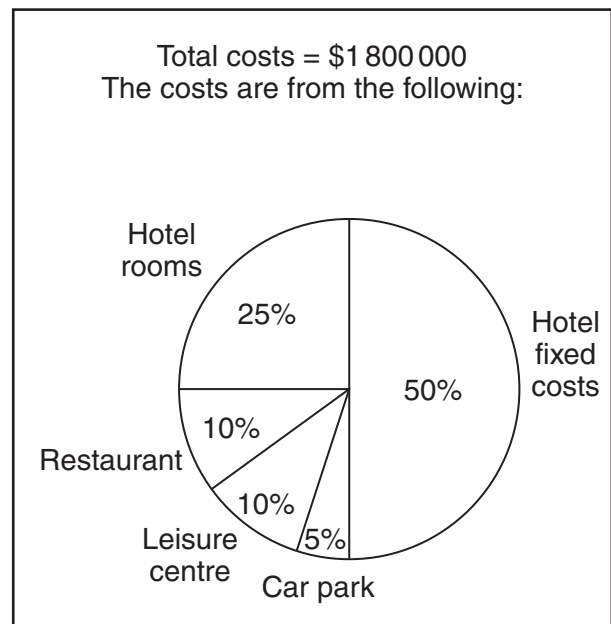 Total costs = $1 800 000
The costs are from the following:
Hotel
rooms
25%
Hotel
fixed
costs
50%
10%
Restaurant
10%
Leisure
centre
5%
Car park